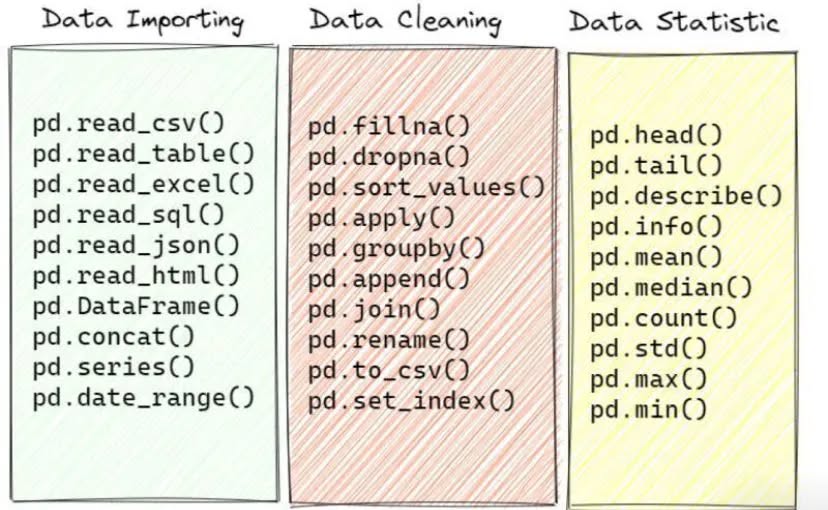 Data Importing
pd.read_csv()
pd.read_table()
pd.read_excel()
pd.read_sql()
pd.read_json()
pd.read_html()
pd.DataFrame()
pd.concat()
pd.series()
pd.date_range()
Data Cleaning
pd.fillna()
pd.dropna()
pd.sort_values()
pd.apply()
pd.groupby()
pd.append()
pd.join()
pd.rename()
pd.to_csv()
pd.set_index()
Data Statistic
pd.head()
pd.tail()
pd.describe()
pd.info()
pd.mean()
pd.median()
pd.count()
pd.std()
pd.max()
pd.min()